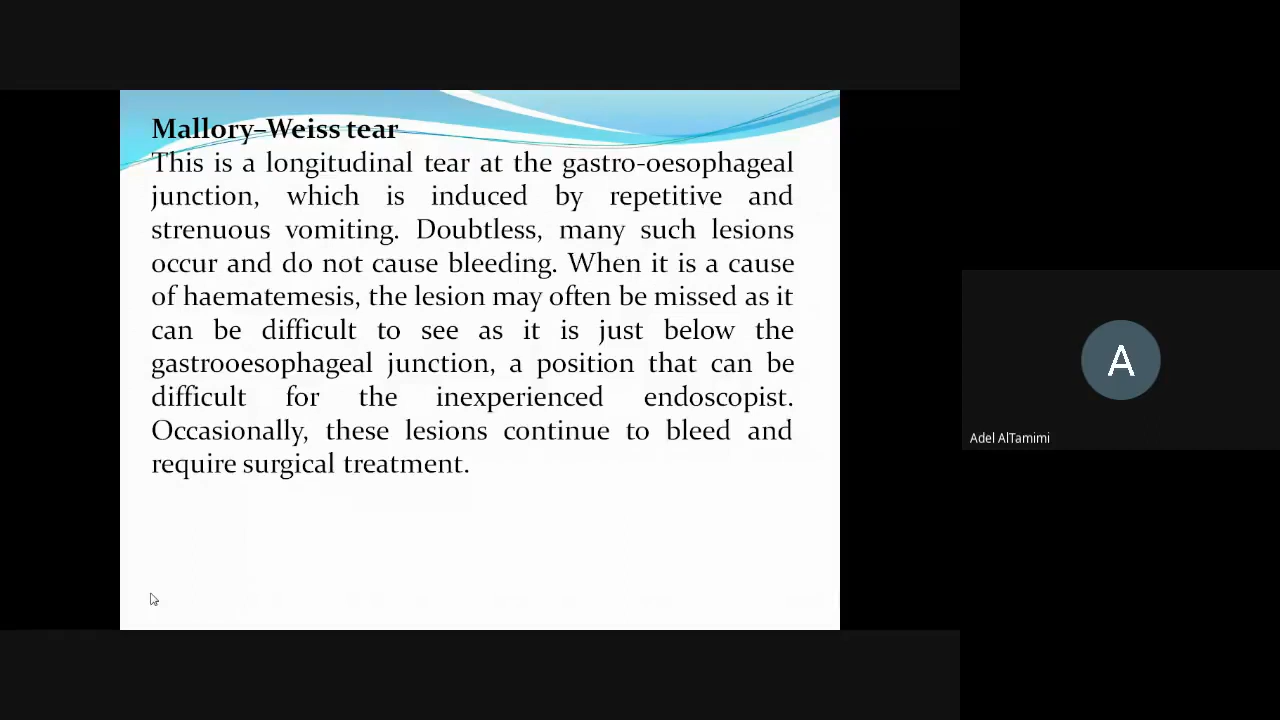 Mallory–Weiss tear
This is a longitudinal tear at the gastro-oesophageal
junction, which is induced by repetitive and
strenuous vomiting. Doubtless, many such lesions
occur and do not cause bleeding. When it is a cause
of haematemesis, the lesion may often be missed as it
can be difficult to see as it is just below the
gastrooesophageal junction, a position that can be
difficult for the inexperienced endoscopist.
Occasionally, these lesions continue to bleed and
require surgical treatment.
A
Adel AlTamimi